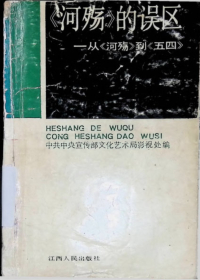 《河殇》的误区
—从《河殇》到《五四》
HESHANG DE WUQU
CONG HESHANG DAO WUSI
中共中央宣传部文化艺术局影视处编
江西人民出版社